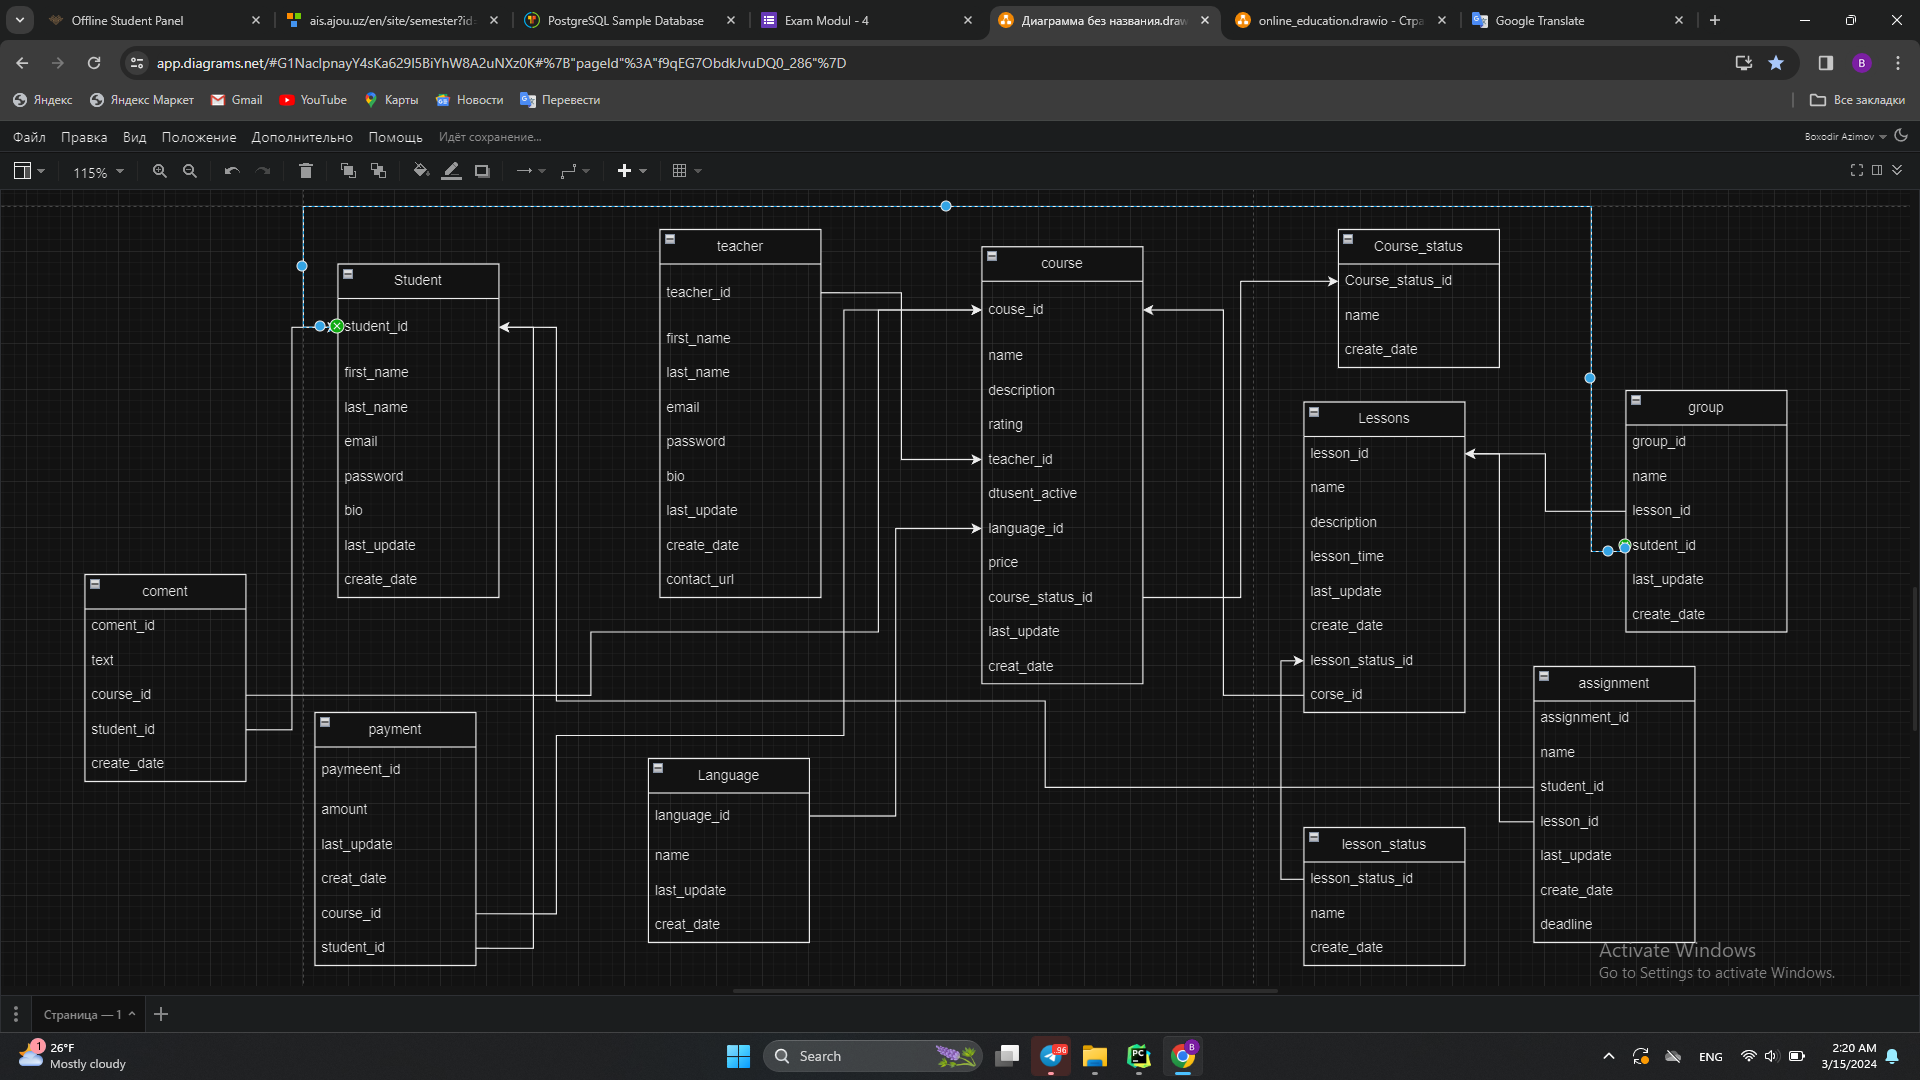 Offline Student Panel
ais.ajou.uz/en/site/semester?id
PostgreSQL Sample Database
Exam Modul - 4
Диаграмма без названия.draw
online_education.drawio - Стра
Google Translate
app.diagrams.net/#G1NaclpnayY4sKa629I5BiYhW8A2uNXz0K#%7B"pageId"%3A"f9qEG7ObdkJvuDQ0_286"%7D
B
Яндекс
Яндекс Маркет
Gmail
YouTube
Карты
Новости
Перевести
Все закладки
Файл
Правка
Вид
Положение
Дополнительно
Помощь
Идёт сохранение...
Boxodir Azimov
115%
Student
student_id
first_name
last_name
email
password
bio
last_update
create_date
teacher
teacher_id
first_name
last_name
email
password
bio
last_update
create_date
contact_url
course
couse_id
name
description
rating
teacher_id
dtusent_active
language_id
price
course_status_id
last_update
creat_date
Course_status
Course_status_id
name
create_date
Lessons
lesson_id
name
description
lesson_time
last_update
create_date
lesson_status_id
corse_id
group
group_id
name
lesson_id
sutdent_id
last_update
create_date
coment
coment_id
text
course_id
student_id
create_date
payment
paymeent_id
amount
last_update
creat_date
course_id
student_id
Language
language_id
name
last_update
creat_date
lesson_status
lesson_status_id
name
create_date
assignment
assignment_id
name
student_id
lesson_id
last_update
create_date
deadline
Activate Windows
Go to Settings to activate Windows.
Страница — 1
1
26°F
Mostly cloudy
Search
96
PC
B
ENG
2:20 AM
3/15/2024